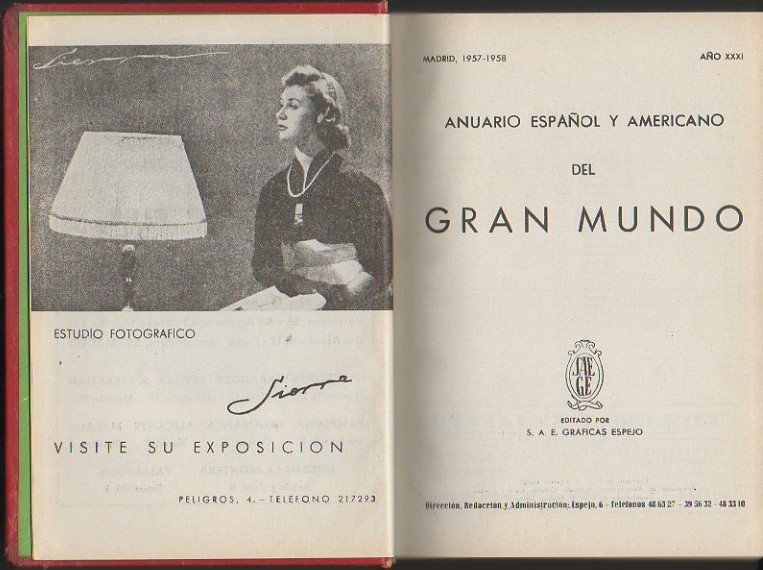 Sierra
ESTUDIO FOTOGRAFICO
Sierra
VISITE SU EXPOSICION
PELIGROS, 4. - TELEFONO 217293
MADRID, 1957-1958
AÑO XXXI
ANUARIO ESPAÑOL Y AMERICANO
DEL
GRAN MUNDO
SAE
GE
EDITADO POR
S. A. E. GRAFICAS ESPEJO
Dirección, Redacción y Administración: Espejo, 6 - Teléfonos 48 63 27 - 39 56 32 - 48 33 10